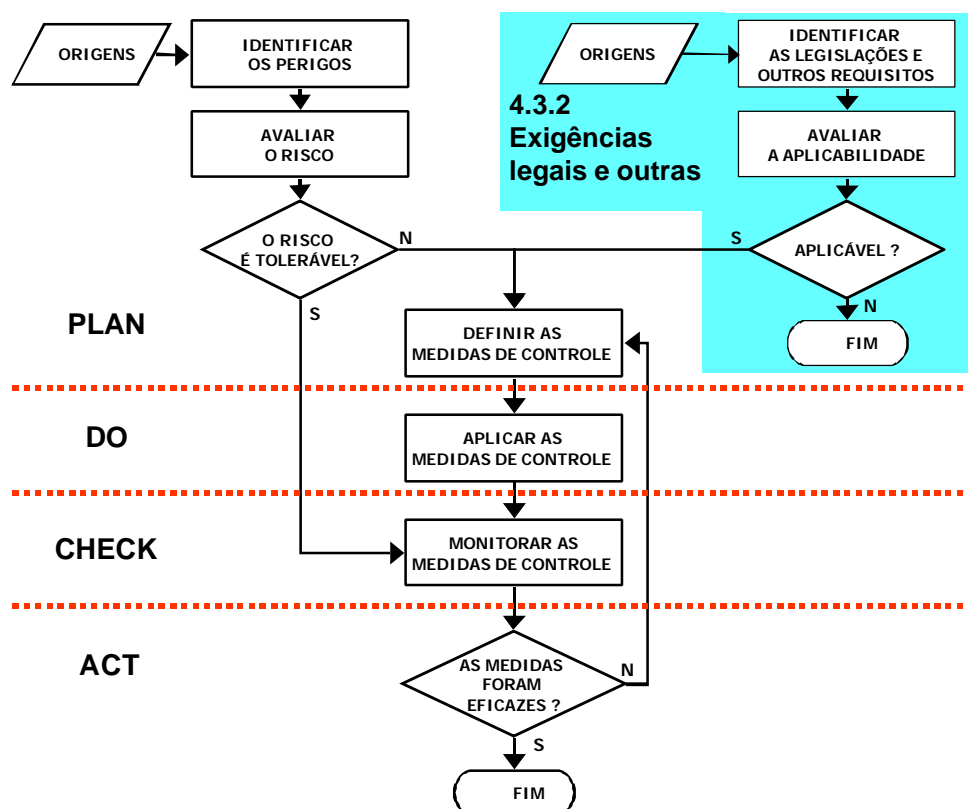 ORIGENS
IDENTIFICAR
OS PERIGOS
AVALIAR
O RISCO
O RISCO
É TOLERÁVEL?
N
S
ORIGENS
IDENTIFICAR
AS LEGISLAÇÕES E
OUTROS REQUISITOS
4.3.2
Exigências
legais e outras
AVALIAR
A APLICABILIDADE
S
APLICÁVEL ?
N
FIM
PLAN
DEFINIR AS
MEDIDAS DE CONTROLE
DO
APLICAR AS
MEDIDAS DE CONTROLE
CHECK
MONITORAR AS
MEDIDAS DE CONTROLE
ACT
AS MEDIDAS
FORAM
EFICAZES ?
N
S
FIM